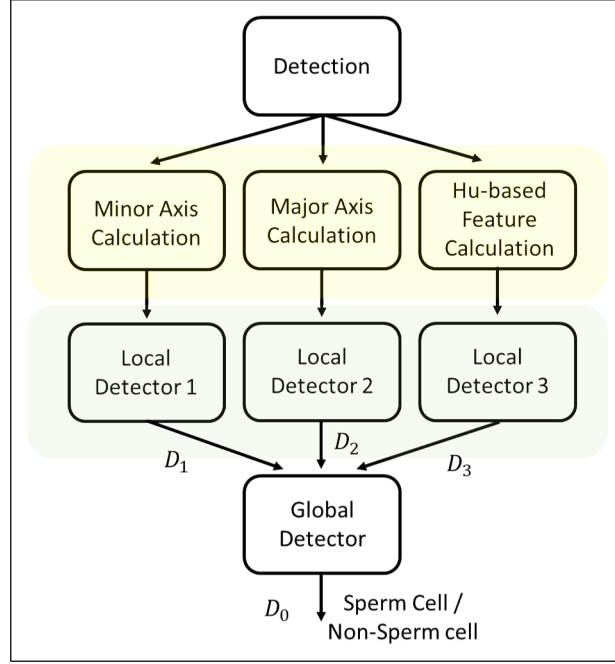 Detection
Minor Axis
Calculation
Major Axis
Calculation
Hu-based
Feature
Calculation
Local
Detector 1
Local
Detector 2
Local
Detector 3
D₁
D₂
D₃
Global
Detector
D₀
Sperm Cell /
Non-Sperm cell